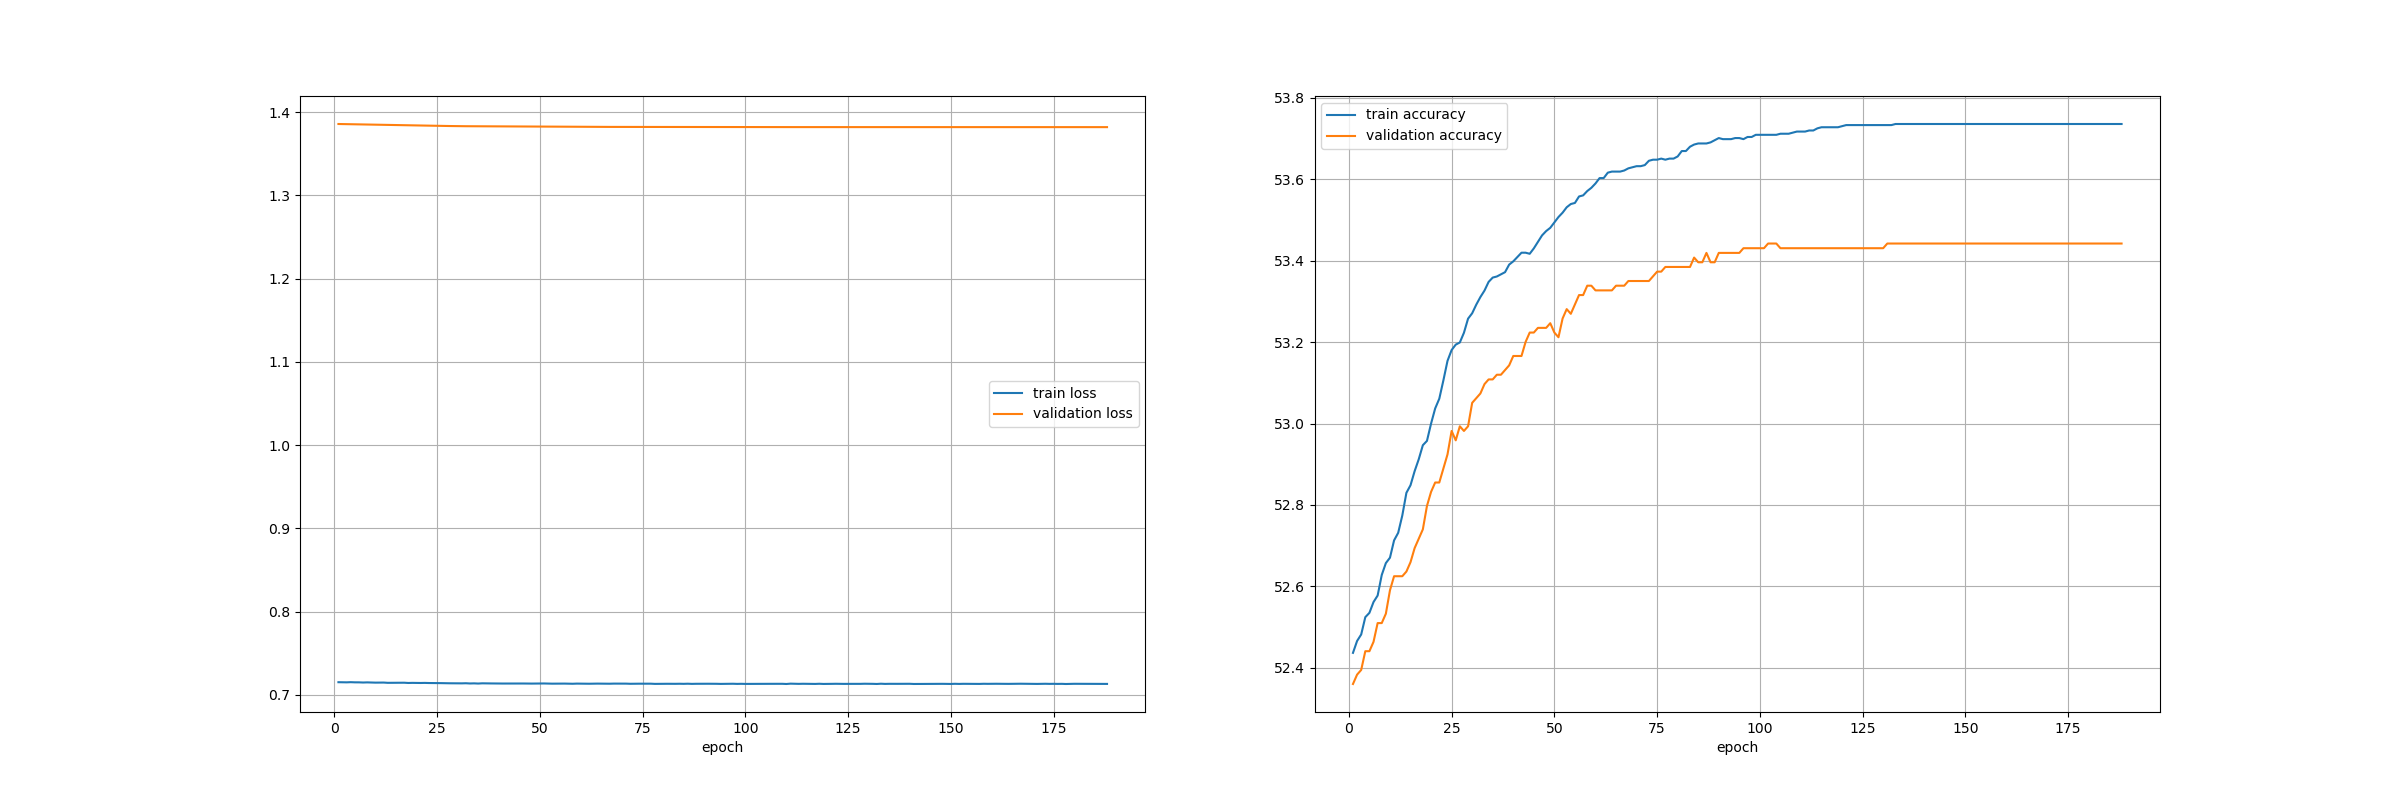 1.4
1.3
1.2
1.1
1.0
0.9
0.8
0.7
0 25 50 75 100 125 150 175
epoch
train loss
validation loss
53.8
53.6
53.4
53.2
53.0
52.8
52.6
52.4
0 25 50 75 100 125 150 175
epoch
train accuracy
validation accuracy